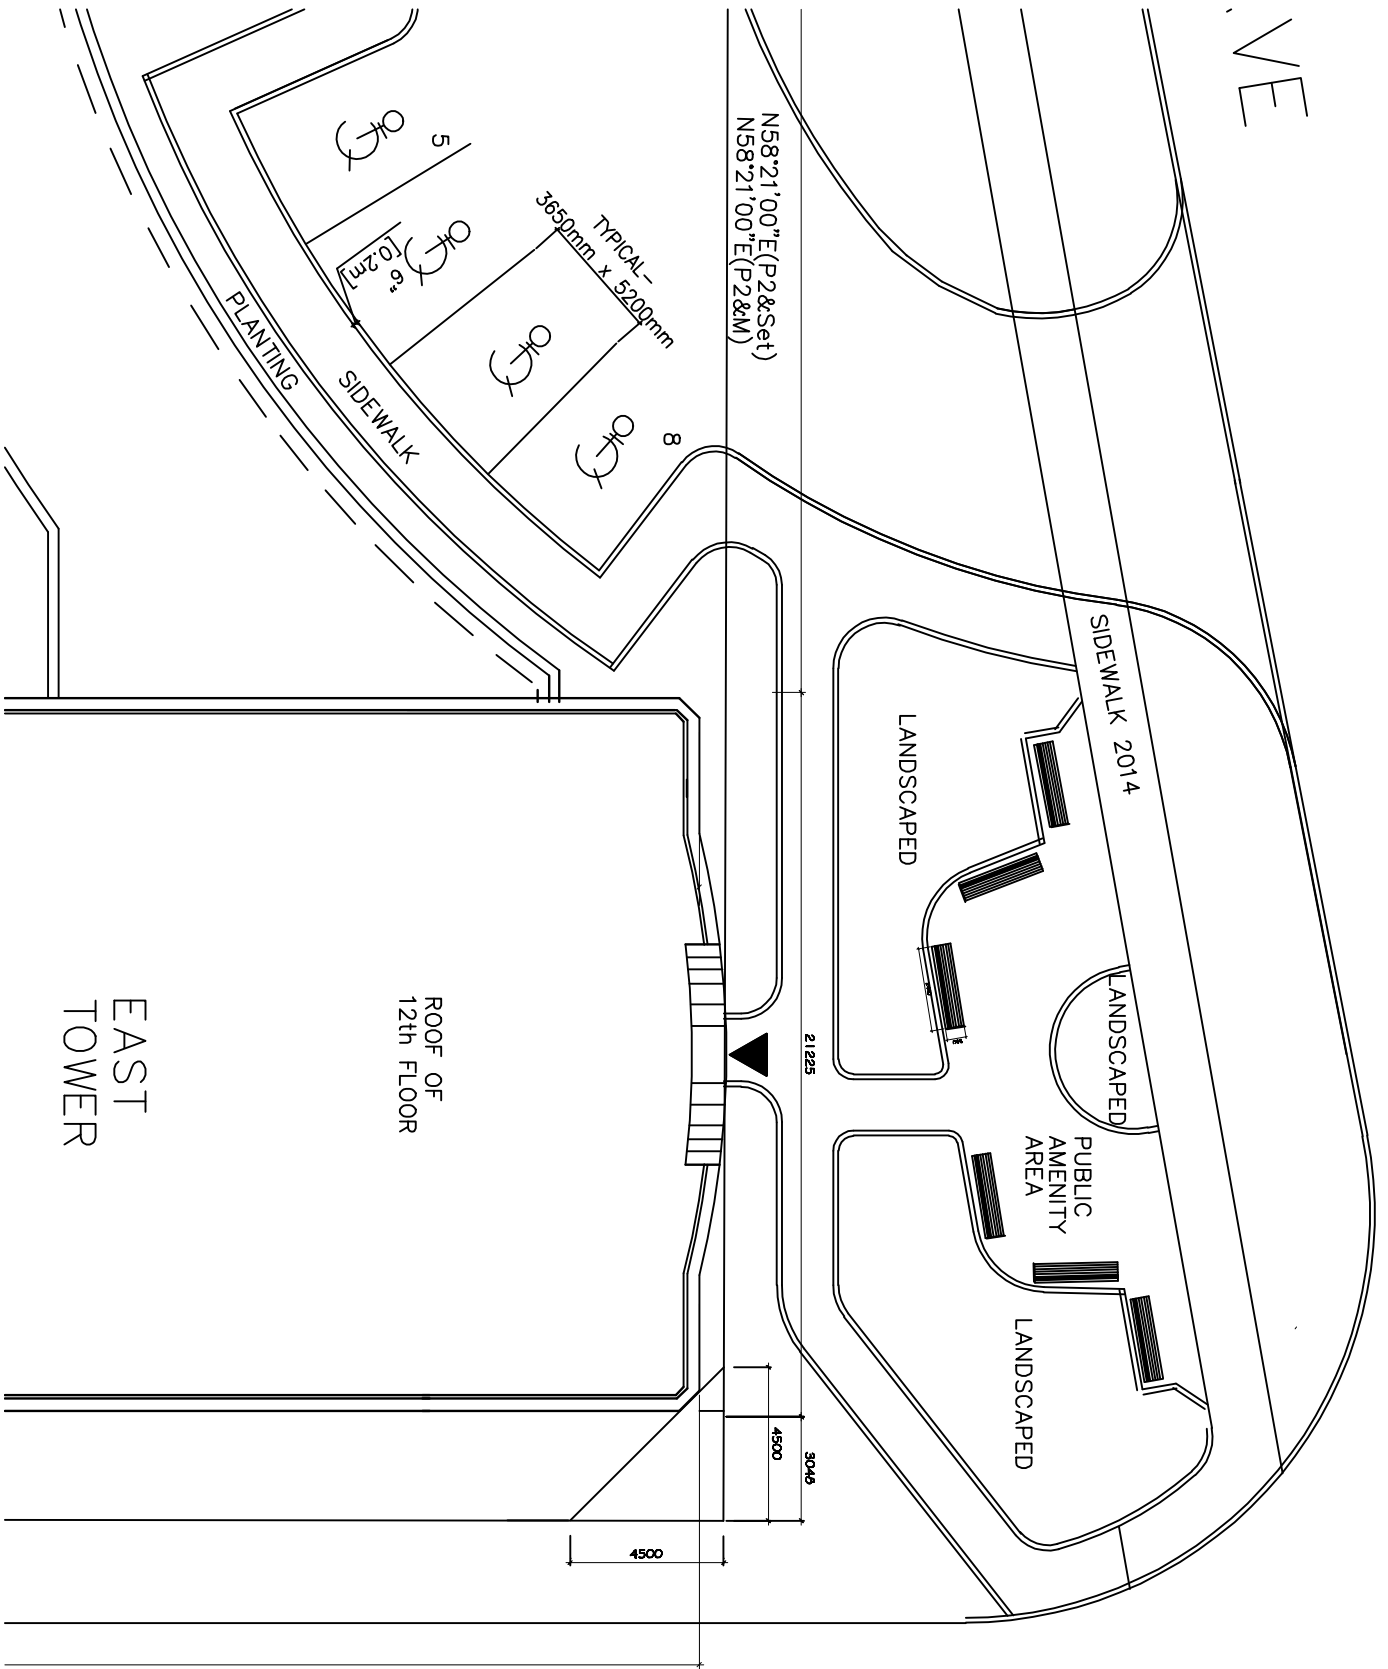 VE
N58°21'00"E(P2&Set)
N58°21'00"E(P2&M)
5
TYPICAL-
3650mm x 5200mm
6"
[0.2m]
8
PLANTING
SIDEWALK
SIDEWALK 2014
LANDSCAPED
LANDSCAPED
PUBLIC
AMENITY
AREA
LANDSCAPED
21225
ROOF OF
12th FLOOR
EAST
TOWER
3048
4500
4500